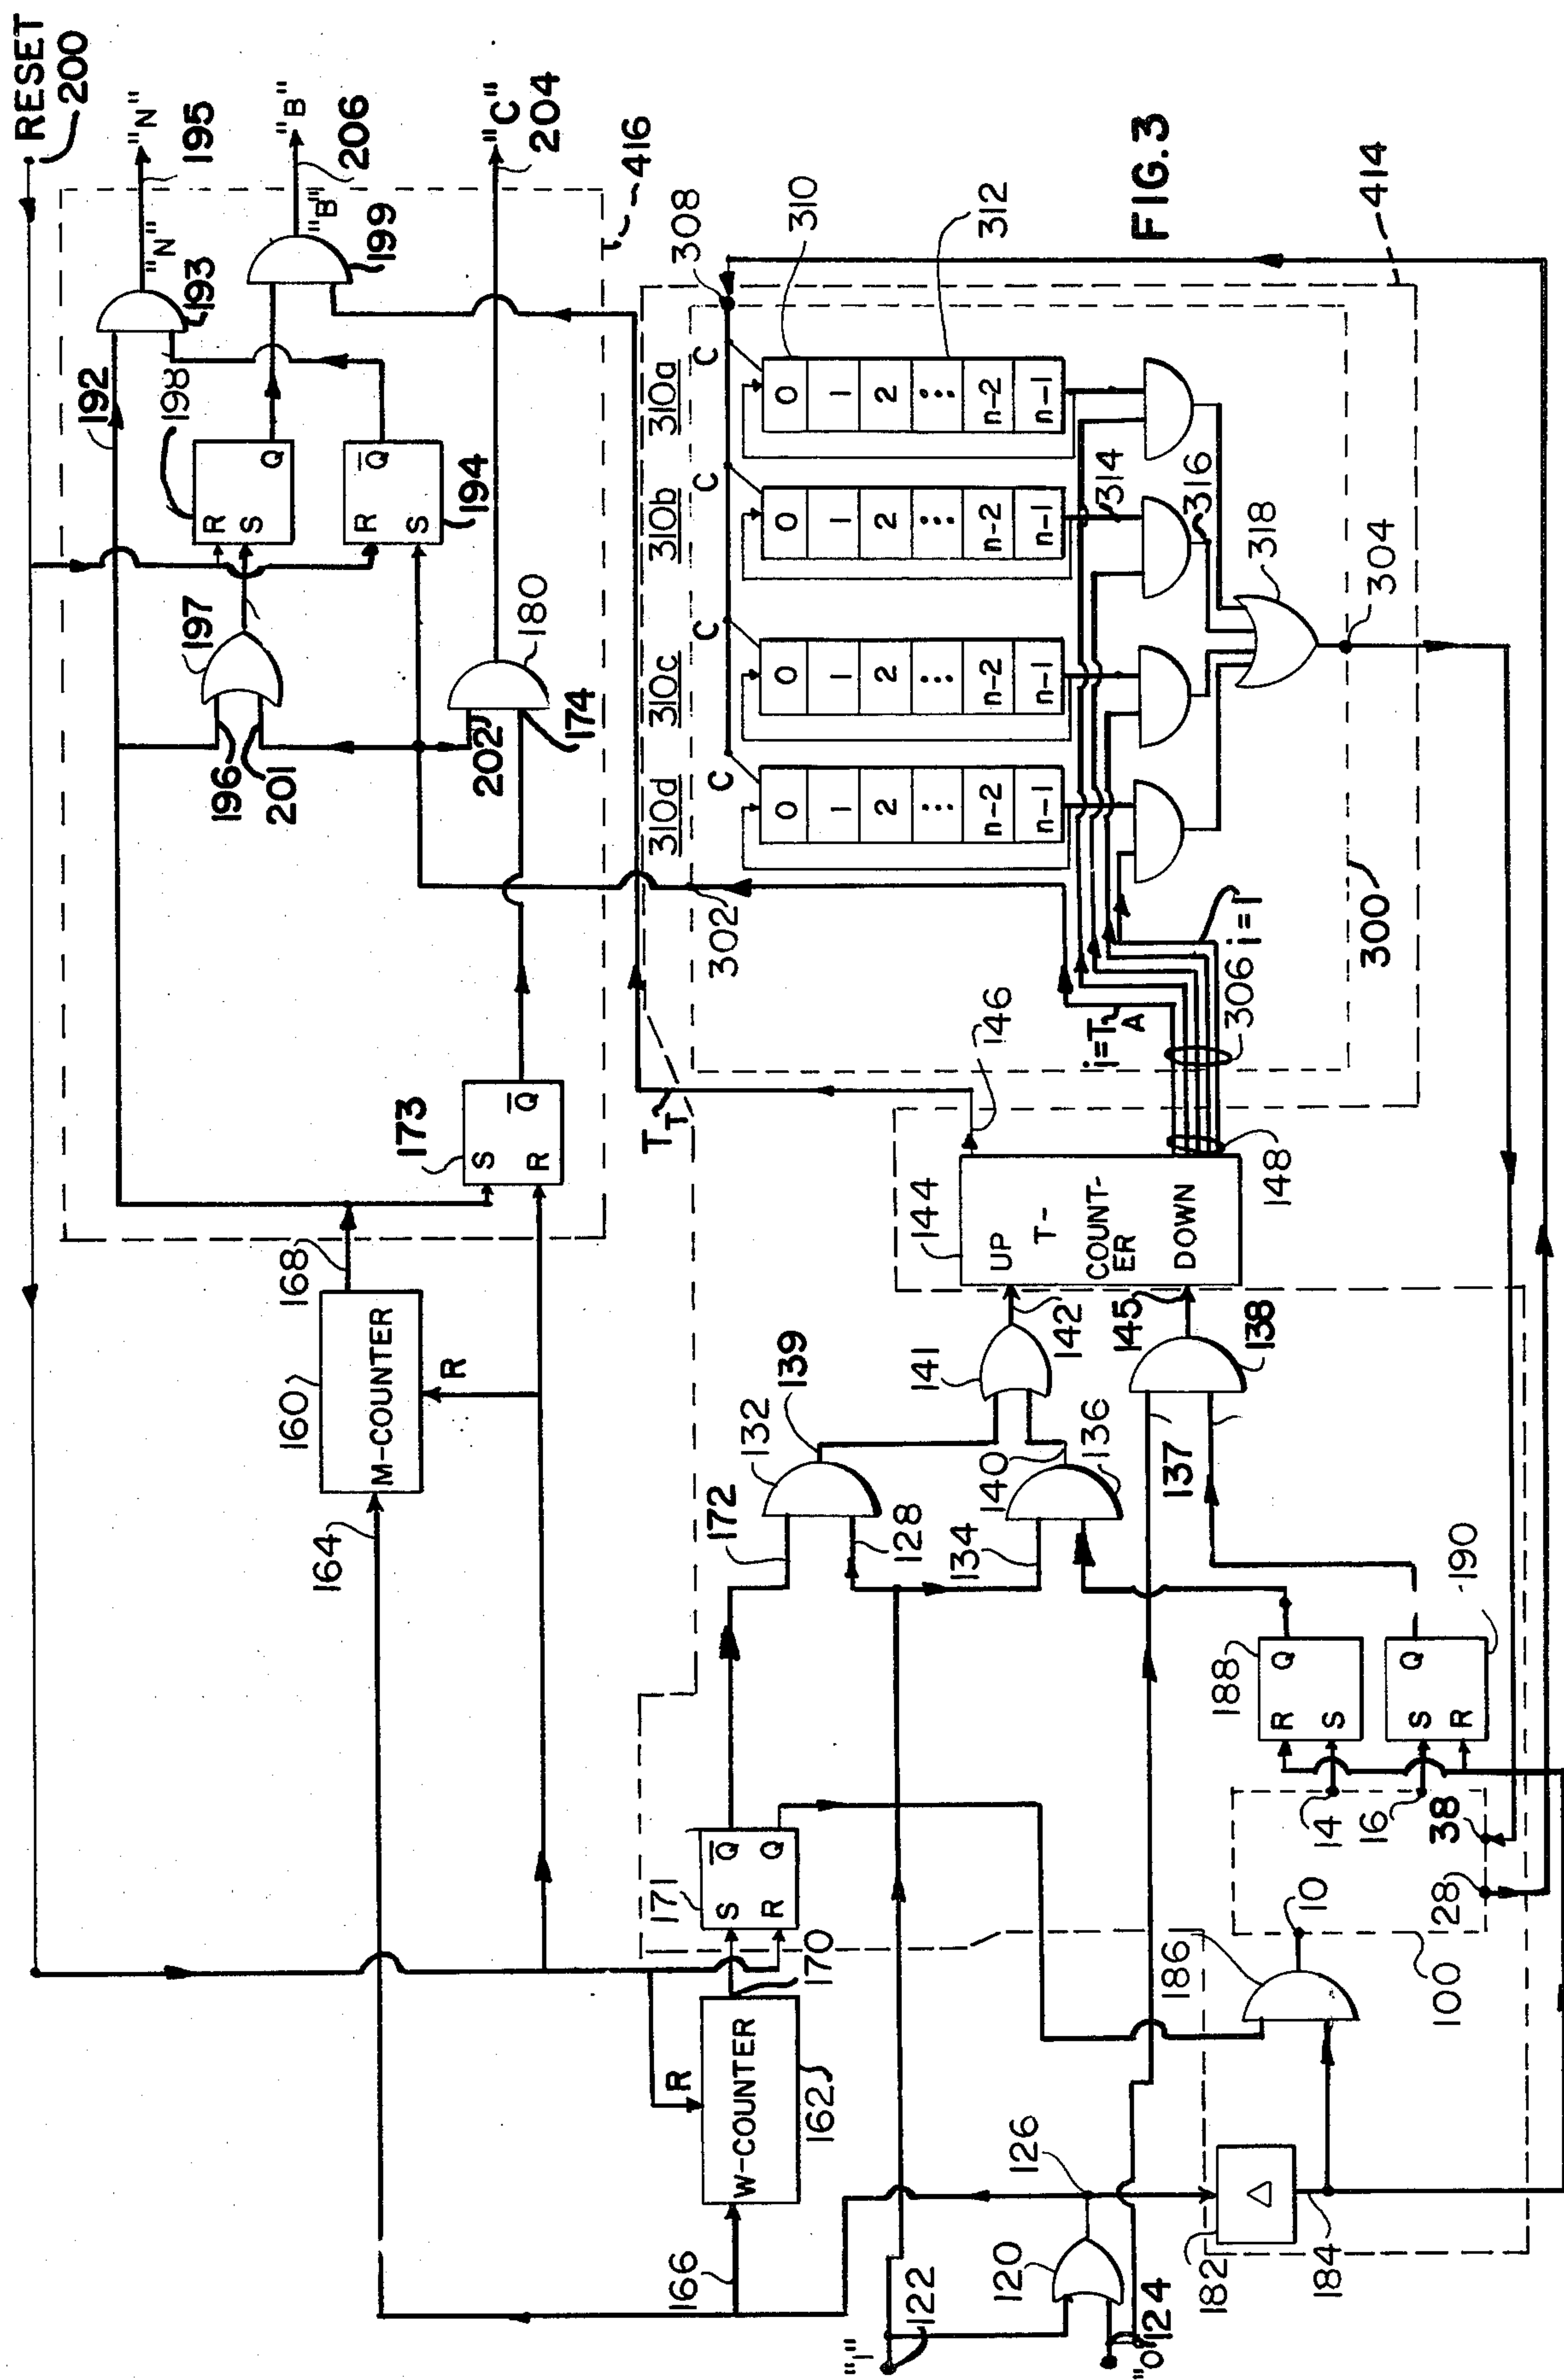 RESET
200
"N"
195
"B"
206
"C"
204
416
"N"
193
"B"
199
192
198
198
R
S
Q
R
S
Q̄
194
197
196
201
202
180
174
173
S
R
Q̄
168
160
M-COUNTER
R
164
T_T
146
144
UP
T-
COUNT-
ER
DOWN
148
142
145
141
139
132
138
140
136
172
128
134
137
190
188
R
S
Q
S
R
Q
14
16
38
28
10
100
186
171
S
R
Q̄
Q
170
R
W-COUNTER
162
166
126
120
182
Δ
184
"1"
122
"0"
124
308
310
312
310a
310b
310c
310d
C
C
C
C
0
1
2
...
n-2
n-1
0
1
2
...
n-2
n-1
0
1
2
...
n-2
n-1
0
1
2
...
n-2
n-1
314
316
318
304
302
300
306
i=T_A
i=1
414
FIG.3